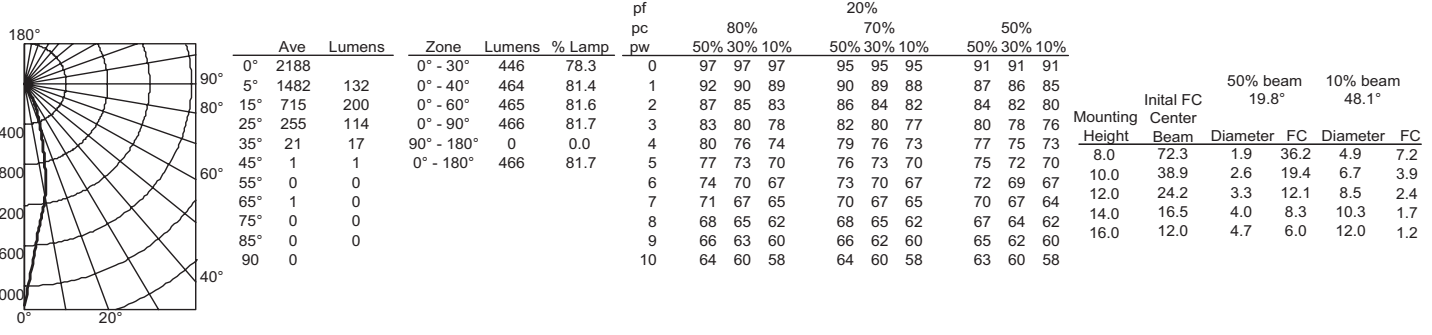 180°
90°
80°
400
800
60°
200
600
40°
000
0° 20°
Ave Lumens
0° 2188
5° 1482 132
15° 715 200
25° 255 114
35° 21 17
45° 1 1
55° 0 0
65° 1 0
75° 0 0
85° 0 0
90 0
Zone Lumens % Lamp
0° - 30° 446 78.3
0° - 40° 464 81.4
0° - 60° 465 81.6
0° - 90° 466 81.7
90° - 180° 0 0.0
0° - 180° 466 81.7
pf 20%
pc 80% 70% 50%
pw 50% 30% 10% 50% 30% 10% 50% 30% 10%
0 97 97 97 95 95 95 91 91 91
1 92 90 89 90 89 88 87 86 85
2 87 85 83 86 84 82 84 82 80
3 83 80 78 82 80 77 80 78 76
4 80 76 74 79 76 73 77 75 73
5 77 73 70 76 73 70 75 72 70
6 74 70 67 73 70 67 72 69 67
7 71 67 65 70 67 65 70 67 64
8 68 65 62 68 65 62 67 64 62
9 66 63 60 66 62 60 65 62 60
10 64 60 58 64 60 58 63 60 58
50% beam 10% beam
Inital FC 19.8° 48.1°
Mounting Center
Height Beam Diameter FC Diameter FC
8.0 72.3 1.9 36.2 4.9 7.2
10.0 38.9 2.6 19.4 6.7 3.9
12.0 24.2 3.3 12.1 8.5 2.4
14.0 16.5 4.0 8.3 10.3 1.7
16.0 12.0 4.7 6.0 12.0 1.2